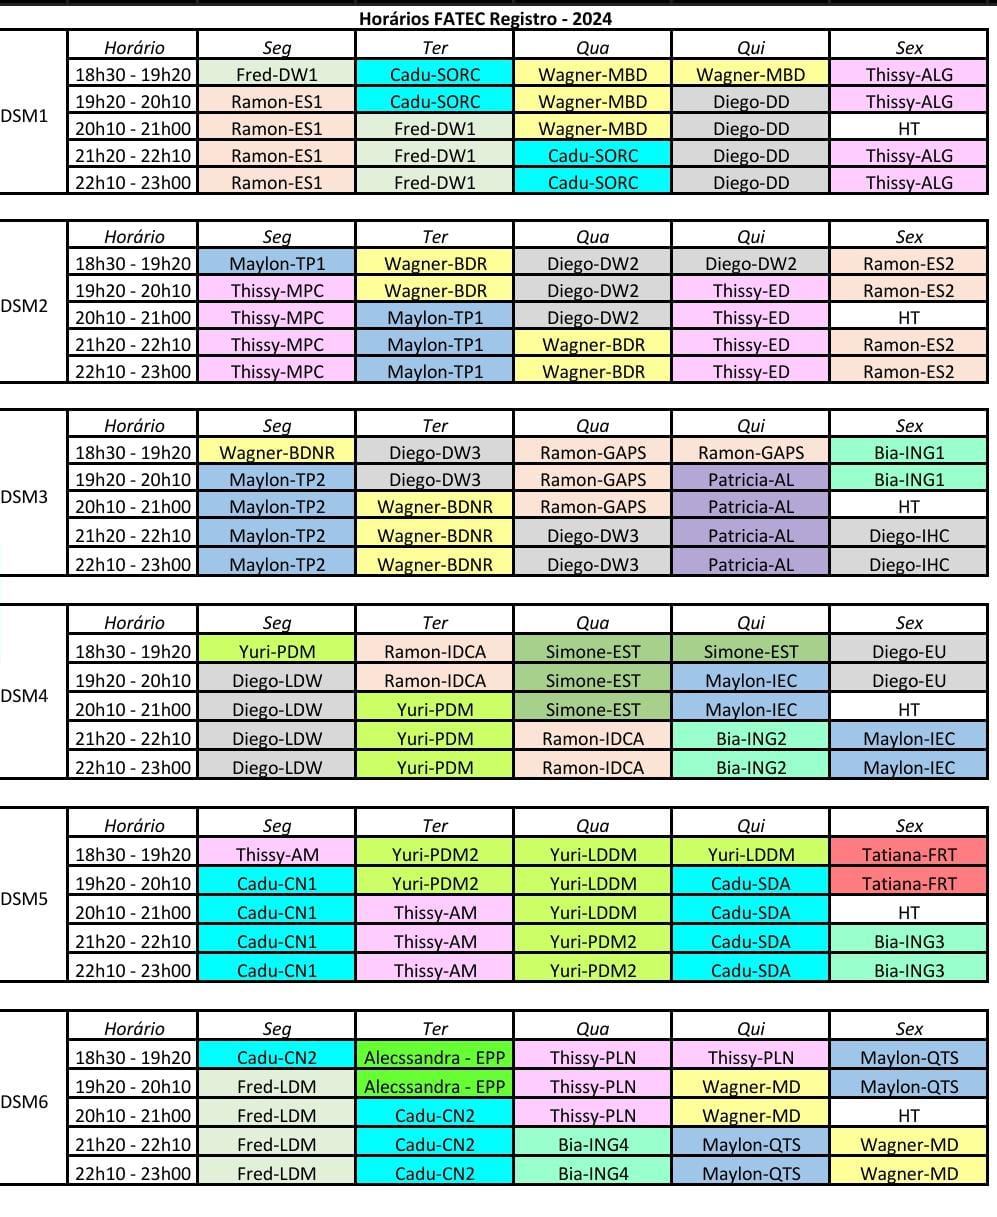 Horários FATEC Registro - 2024
Horário Seg Ter Qua Qui Sex
18h30 - 19h20 Fred-DW1 Cadu-SORC Wagner-MBD Wagner-MBD Thissy-ALG
19h20 - 20h10 Ramon-ES1 Cadu-SORC Wagner-MBD Diego-DD Thissy-ALG
DSM1
20h10 - 21h00 Ramon-ES1 Fred-DW1 Wagner-MBD Diego-DD HT
21h20 - 22h10 Ramon-ES1 Fred-DW1 Cadu-SORC Diego-DD Thissy-ALG
22h10 - 23h00 Ramon-ES1 Fred-DW1 Cadu-SORC Diego-DD Thissy-ALG
Horário Seg Ter Qua Qui Sex
18h30 - 19h20 Maylon-TP1 Wagner-BDR Diego-DW2 Diego-DW2 Ramon-ES2
19h20 - 20h10 Thissy-MPC Wagner-BDR Diego-DW2 Thissy-ED Ramon-ES2
DSM2
20h10 - 21h00 Thissy-MPC Maylon-TP1 Diego-DW2 Thissy-ED HT
21h20 - 22h10 Thissy-MPC Maylon-TP1 Wagner-BDR Thissy-ED Ramon-ES2
22h10 - 23h00 Thissy-MPC Maylon-TP1 Wagner-BDR Thissy-ED Ramon-ES2
Horário Seg Ter Qua Qui Sex
18h30 - 19h20 Wagner-BDNR Diego-DW3 Ramon-GAPS Ramon-GAPS Bia-ING1
19h20 - 20h10 Maylon-TP2 Diego-DW3 Ramon-GAPS Patricia-AL Bia-ING1
DSM3
20h10 - 21h00 Maylon-TP2 Wagner-BDNR Ramon-GAPS Patricia-AL HT
21h20 - 22h10 Maylon-TP2 Wagner-BDNR Diego-DW3 Patricia-AL Diego-IHC
22h10 - 23h00 Maylon-TP2 Wagner-BDNR Diego-DW3 Patricia-AL Diego-IHC
Horário Seg Ter Qua Qui Sex
18h30 - 19h20 Yuri-PDM Ramon-IDCA Simone-EST Simone-EST Diego-EU
19h20 - 20h10 Diego-LDW Ramon-IDCA Simone-EST Maylon-IEC Diego-EU
DSM4
20h10 - 21h00 Diego-LDW Yuri-PDM Simone-EST Maylon-IEC HT
21h20 - 22h10 Diego-LDW Yuri-PDM Ramon-IDCA Bia-ING2 Maylon-IEC
22h10 - 23h00 Diego-LDW Yuri-PDM Ramon-IDCA Bia-ING2 Maylon-IEC
Horário Seg Ter Qua Qui Sex
18h30 - 19h20 Thissy-AM Yuri-PDM2 Yuri-LDDM Yuri-LDDM Tatiana-FRT
19h20 - 20h10 Cadu-CN1 Yuri-PDM2 Yuri-LDDM Cadu-SDA Tatiana-FRT
DSM5
20h10 - 21h00 Cadu-CN1 Thissy-AM Yuri-LDDM Cadu-SDA HT
21h20 - 22h10 Cadu-CN1 Thissy-AM Yuri-PDM2 Cadu-SDA Bia-ING3
22h10 - 23h00 Cadu-CN1 Thissy-AM Yuri-PDM2 Cadu-SDA Bia-ING3
Horário Seg Ter Qua Qui Sex
18h30 - 19h20 Cadu-CN2 Alecssandra - EPP Thissy-PLN Thissy-PLN Maylon-QTS
19h20 - 20h10 Fred-LDM Alecssandra - EPP Thissy-PLN Wagner-MD Maylon-QTS
DSM6
20h10 - 21h00 Fred-LDM Cadu-CN2 Thissy-PLN Wagner-MD HT
21h20 - 22h10 Fred-LDM Cadu-CN2 Bia-ING4 Maylon-QTS Wagner-MD
22h10 - 23h00 Fred-LDM Cadu-CN2 Bia-ING4 Maylon-QTS Wagner-MD